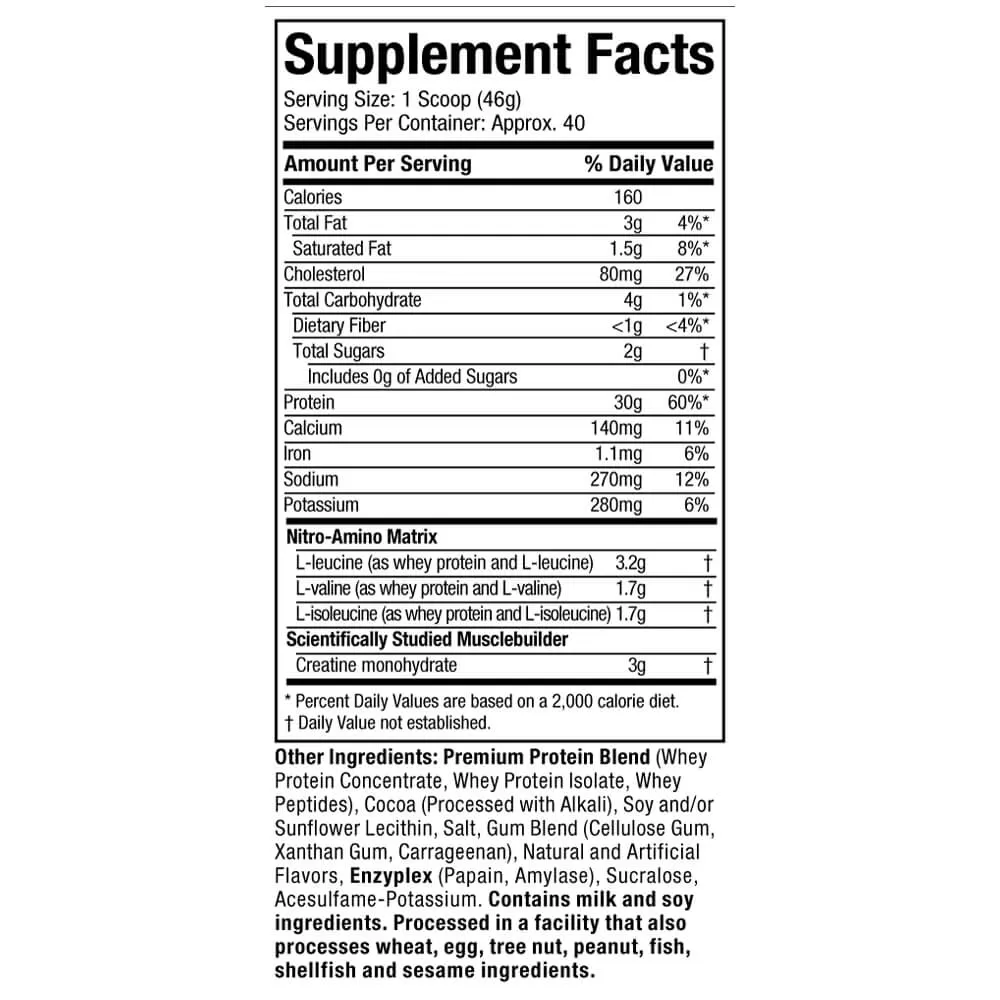 Supplement Facts
Serving Size: 1 Scoop (46g)
Servings Per Container: Approx. 40
Amount Per Serving % Daily Value
Calories 160
Total Fat 3g 4%*
Saturated Fat 1.5g 8%*
Cholesterol 80mg 27%
Total Carbohydrate 4g 1%*
Dietary Fiber <1g <4%*
Total Sugars 2g †
Includes 0g of Added Sugars 0%*
Protein 30g 60%*
Calcium 140mg 11%
Iron 1.1mg 6%
Sodium 270mg 12%
Potassium 280mg 6%
Nitro-Amino Matrix
L-leucine (as whey protein and L-leucine) 3.2g †
L-valine (as whey protein and L-valine) 1.7g †
L-isoleucine (as whey protein and L-isoleucine) 1.7g †
Scientifically Studied Musclebuilder
Creatine monohydrate 3g †
* Percent Daily Values are based on a 2,000 calorie diet.
† Daily Value not established.
Other Ingredients: Premium Protein Blend (Whey
Protein Concentrate, Whey Protein Isolate, Whey
Peptides), Cocoa (Processed with Alkali), Soy and/or
Sunflower Lecithin, Salt, Gum Blend (Cellulose Gum,
Xanthan Gum, Carrageenan), Natural and Artificial
Flavors, Enzyplex (Papain, Amylase), Sucralose,
Acesulfame-Potassium. Contains milk and soy
ingredients. Processed in a facility that also
processes wheat, egg, tree nut, peanut, fish,
shellfish and sesame ingredients.